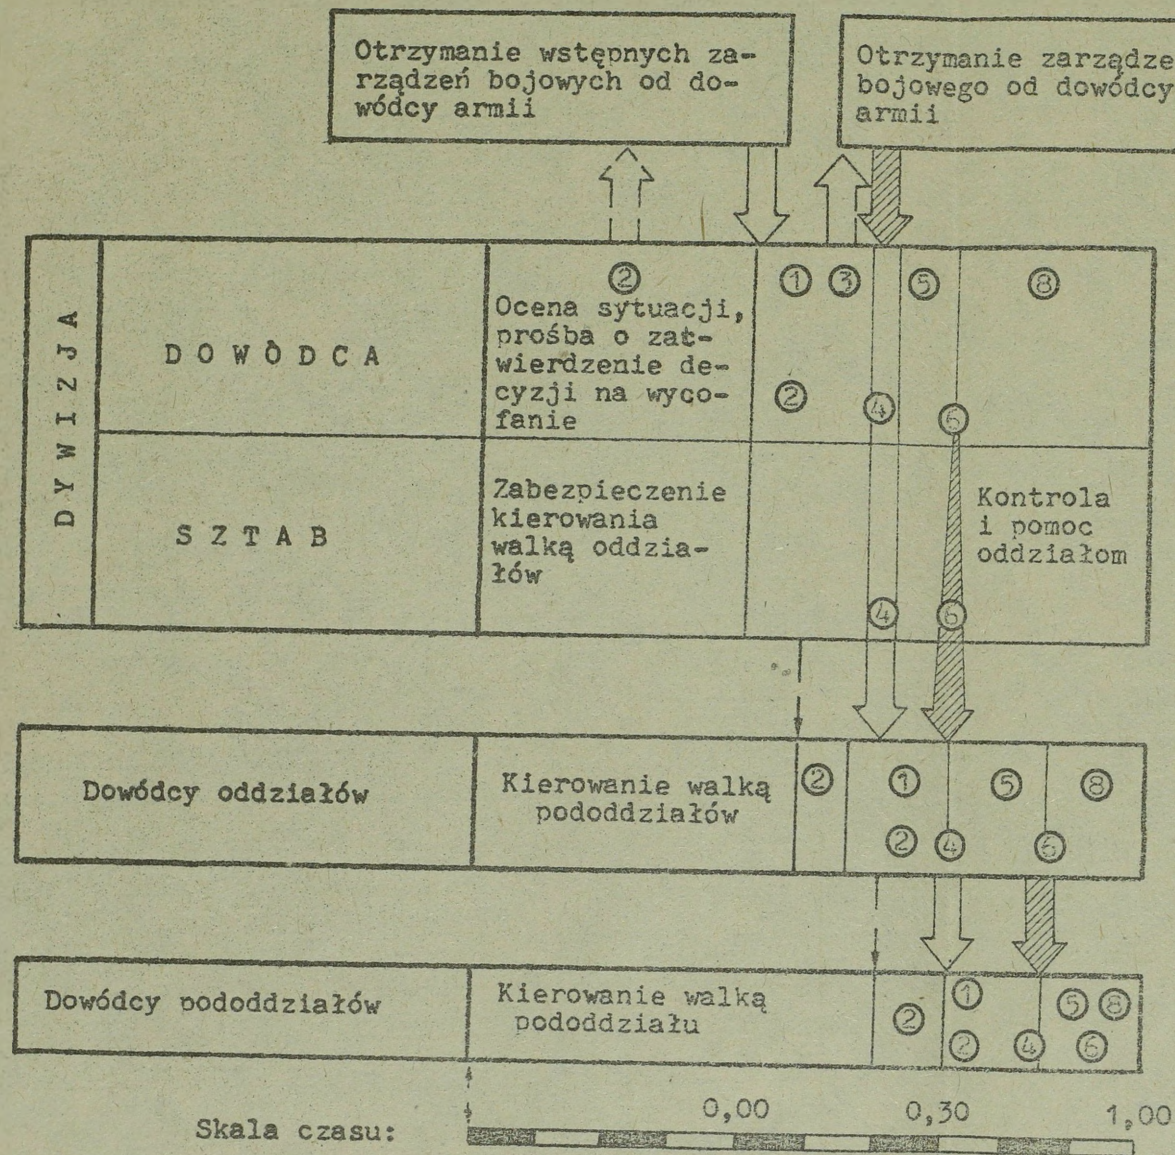 Otrzymanie wstępnych za-
rządzeń bojowych od do-
wódcy armii
Otrzymanie zarządze
bojowego od dowódcy
armii
DYWIZJA
DOWÓDCA
②
Ocena sytuacji,
prośba o zat-
wierdzenie de-
cyzji na wyco-
fanie
① ③ ⑤ ⑧
② ④ ⑥
SZTAB
Zabezpieczenie
kierowania
walką oddzia-
łów
Kontrola
i pomoc
oddziałom
④ ⑥
Dowódcy oddziałów
Kierowanie walką
pododdziałów
② ① ⑤ ⑧
② ④ ⑥
Dowódcy pododdziałów
Kierowanie walką
pododdziału
② ① ⑤ ⑧
② ④ ⑥
Skala czasu:
0,00 0,30 1,00